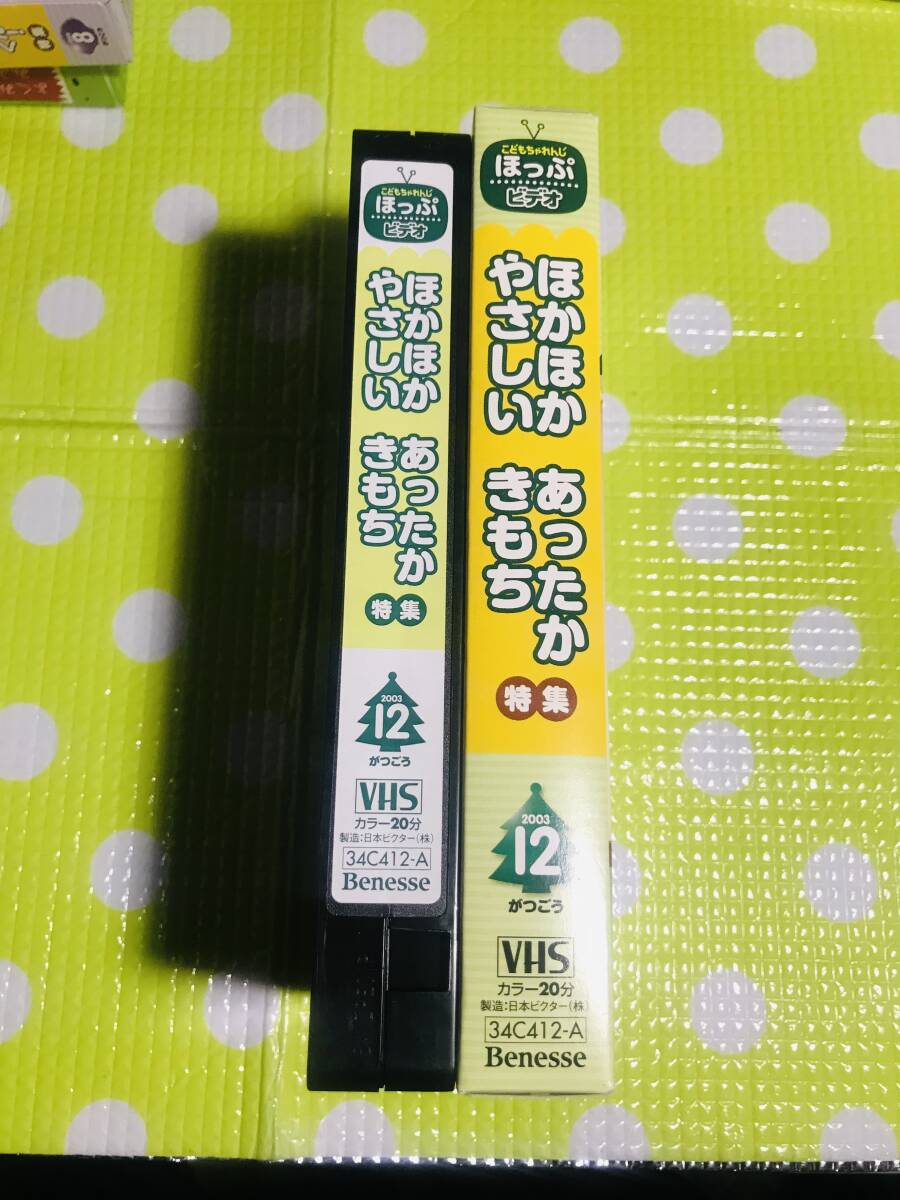 8
こどもちゃれんじ
ほっぷ
ビデオ
ほかほか
やさしい
あったか
きもち
特集
2003
12
がつごう
VHS
カラー20分
製造:日本ビクター(株)
34C412-A
Benesse
こどもちゃれんじ
ほっぷ
ビデオ
ほかほか
やさしい
あったか
きもち
特集
2003
12
がつごう
VHS
カラー20分
製造:日本ビクター(株)
34C412-A
Benesse